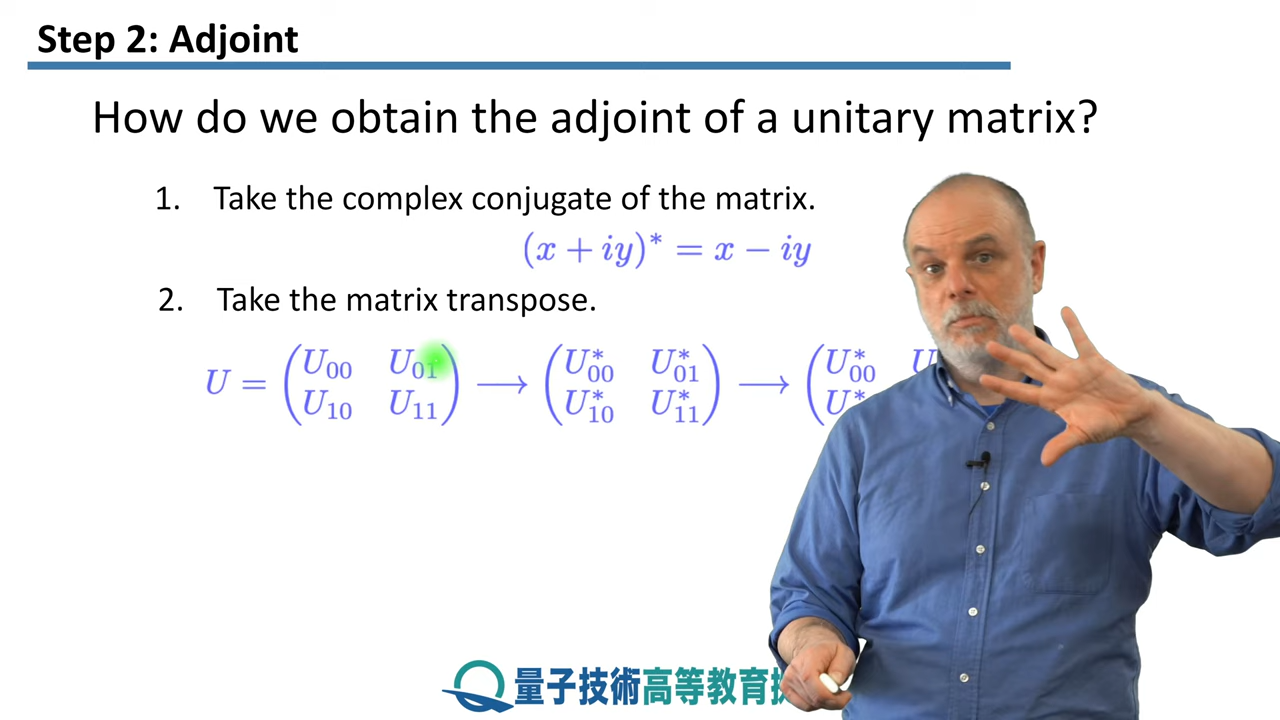 Step 2: Adjoint
How do we obtain the adjoint of a unitary matrix?
1. Take the complex conjugate of the matrix.
(x + iy)* = x − iy
2. Take the matrix transpose.
U = (U00 U01 U10 U11) ⟶ (U*00 U*01 U*10 U*11) ⟶ (U*00 U U*
量子技術高等教育